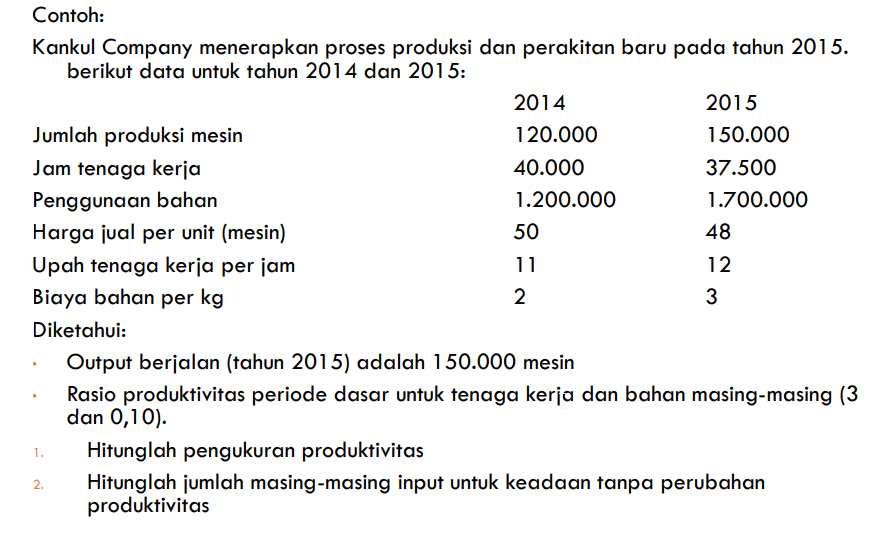 Contoh:
Kankul Company menerapkan proses produksi dan perakitan baru pada tahun 2015.
berikut data untuk tahun 2014 dan 2015:
2014 2015
Jumlah produksi mesin 120.000 150.000
Jam tenaga kerja 40.000 37.500
Penggunaan bahan 1.200.000 1.700.000
Harga jual per unit (mesin) 50 48
Upah tenaga kerja per jam 11 12
Biaya bahan per kg 2 3
Diketahui:
• Output berjalan (tahun 2015) adalah 150.000 mesin
• Rasio produktivitas periode dasar untuk tenaga kerja dan bahan masing-masing (3
dan 0,10).
1. Hitunglah pengukuran produktivitas
2. Hitunglah jumlah masing-masing input untuk keadaan tanpa perubahan
produktivitas